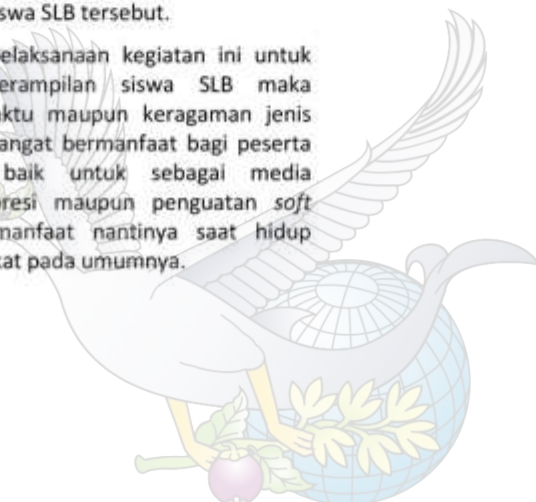 swa SLB tersebut.
elaksanaan kegiatan ini untuk
erampilan siswa SLB maka
aktu maupun keragaman jenis
angat bermanfaat bagi peserta
baik untuk sebagai media
resi maupun penguatan soft
manfaat nantinya saat hidup
kat pada umumnya.